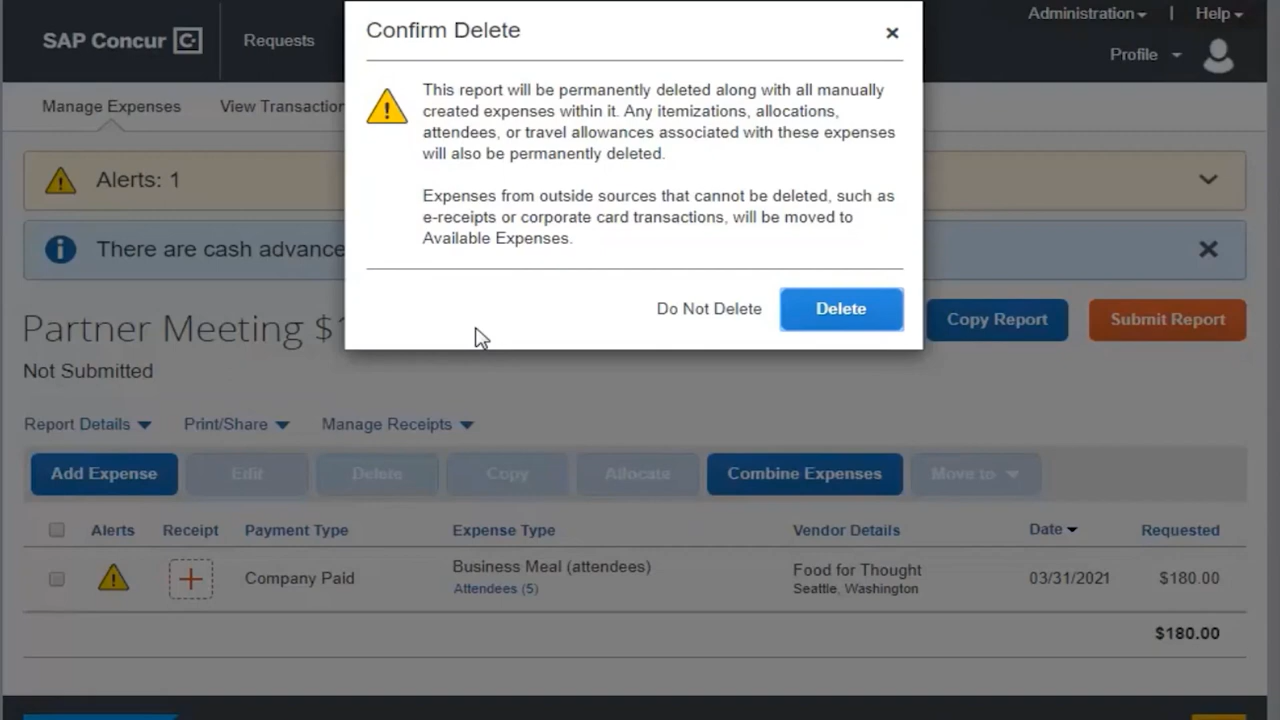 Confirm Delete
This report will be permanently deleted along with all manually
created expenses within it. Any itemizations, allocations,
attendees, or travel allowances associated with these expenses
will also be permanently deleted.
Expenses from outside sources that cannot be deleted, such as
e-receipts or corporate card transactions, will be moved to
Available Expenses.
Do Not Delete Delete
SAP Concur C Requests Administration | Help
Profile
Manage Expenses View Transaction
Alerts: 1
There are cash advance
Partner Meeting $ Copy Report Submit Report
Not Submitted
Report Details Print/Share Manage Receipts
Add Expense Edit Delete Copy Allocate Combine Expenses Move to
Alerts Receipt Payment Type Expense Type Vendor Details Date Requested
Company Paid Business Meal (attendees) Food for Thought 03/31/2021 $180.00
Attendees (5) Seattle, Washington
$180.00